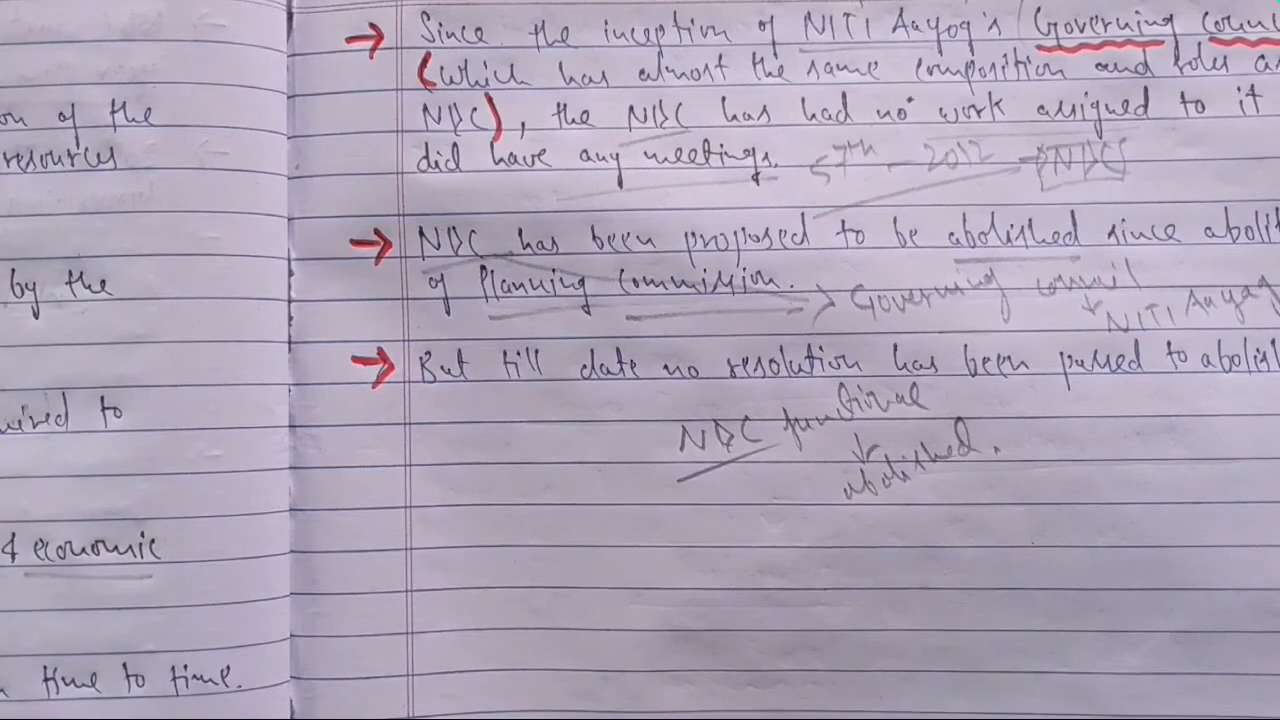 on of the
resources
by the
uired to
& economic
time to time.
→ Since the inception of NITI Aayog's Governing Coun
(which has almost the same composition and roles as
NDC), the NDC has had no work assigned to it
did have any meetings. 57th - 2012 → NDC
→ NDC has been proposed to be abolished since aboli
of Planning Commission. → Governing council
↓ NITI Aayog
→ But till date no resolution has been passed to abolish
NDC functional
↓
abolished.